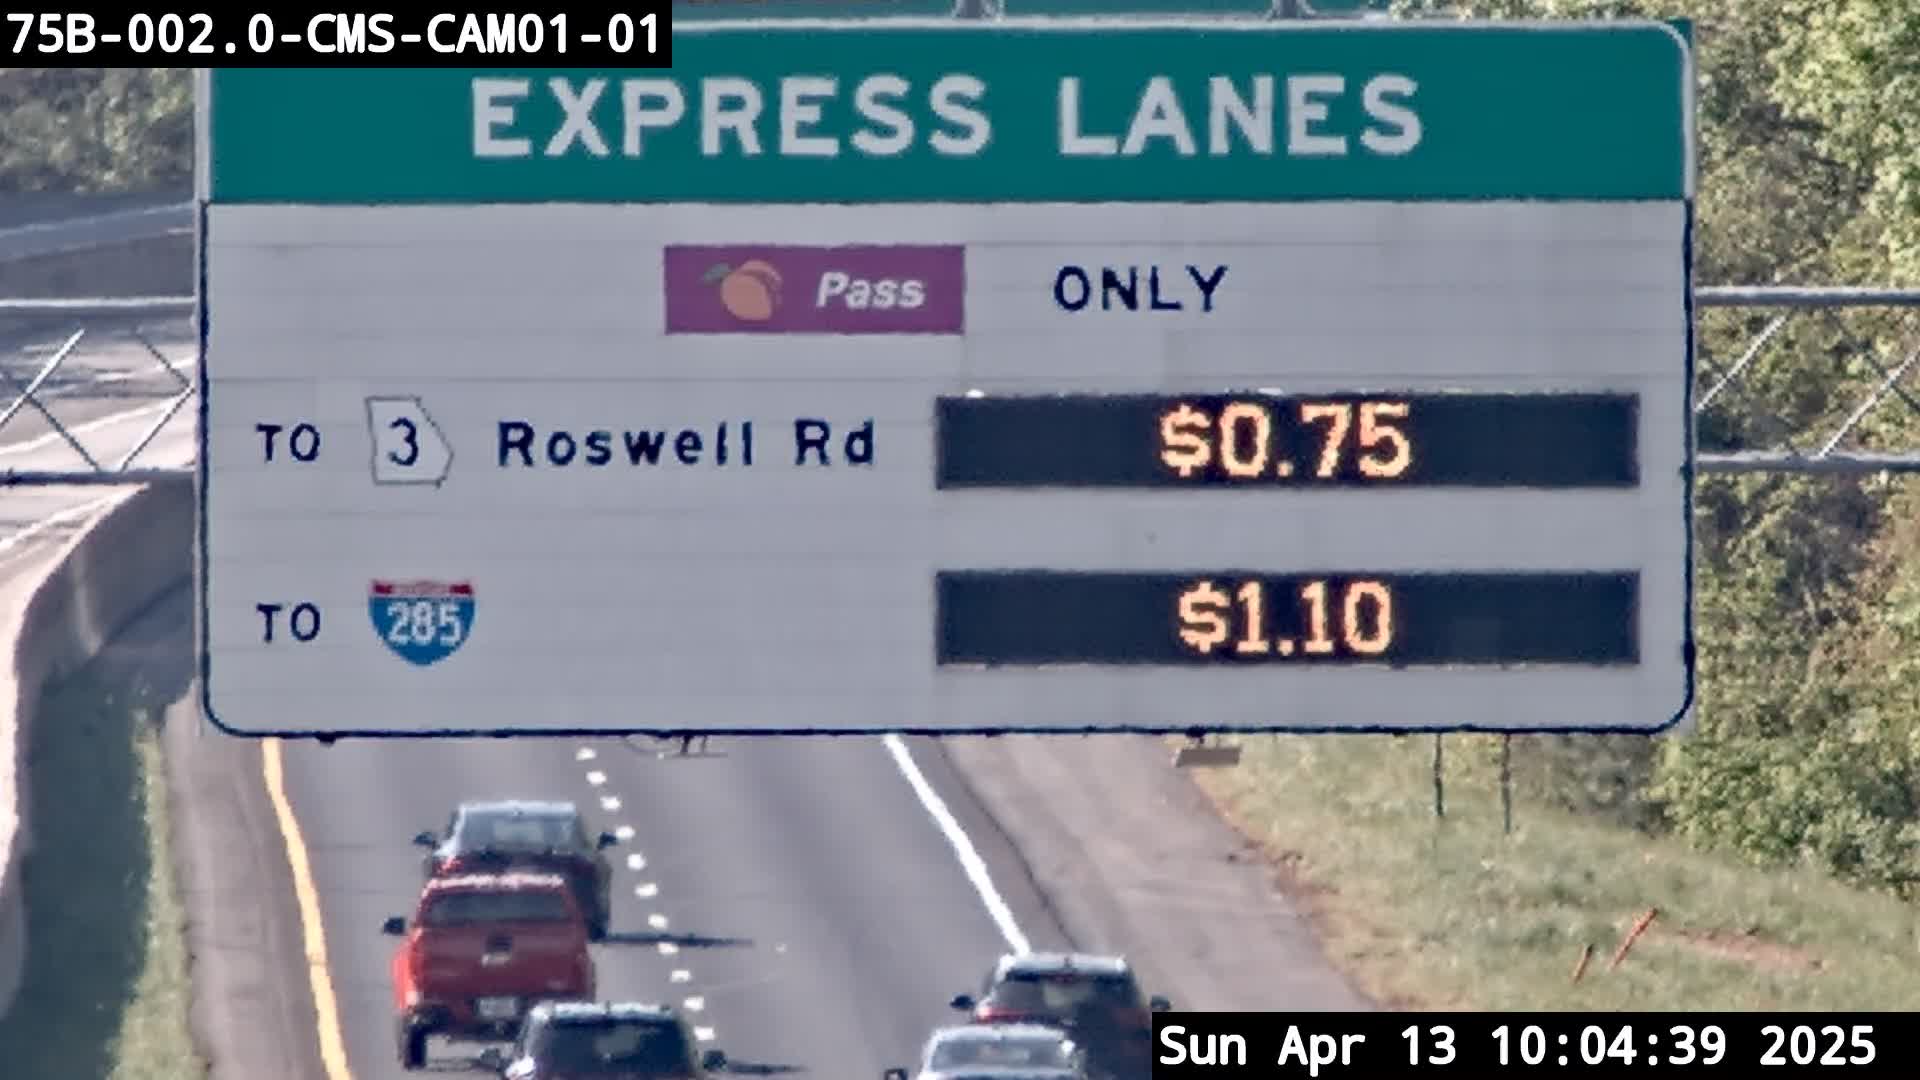 75B-002.0-CMS-CAM01-01
EXPRESS LANES
Pass ONLY
TO 3 Roswell Rd $0.75
TO 285 $1.10
Sun Apr 13 10:04:39 2025